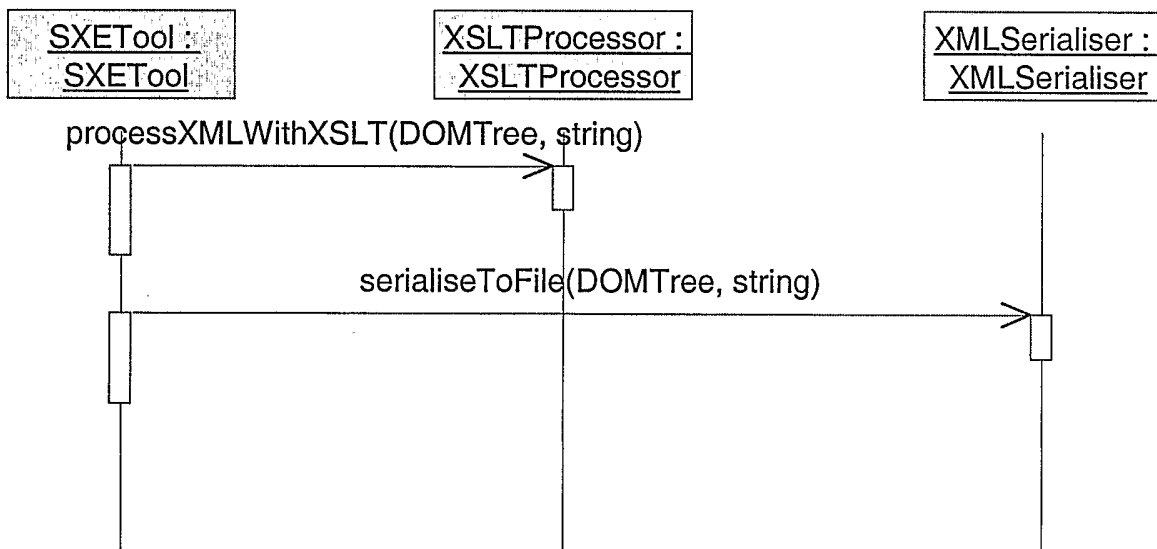 SXETool :
SXETool
XSLTProcessor :
XSLTProcessor
XMLSerialiser :
XMLSerialiser
processXMLWithXSLT(DOMTree, string)
serialiseToFile(DOMTree, string)